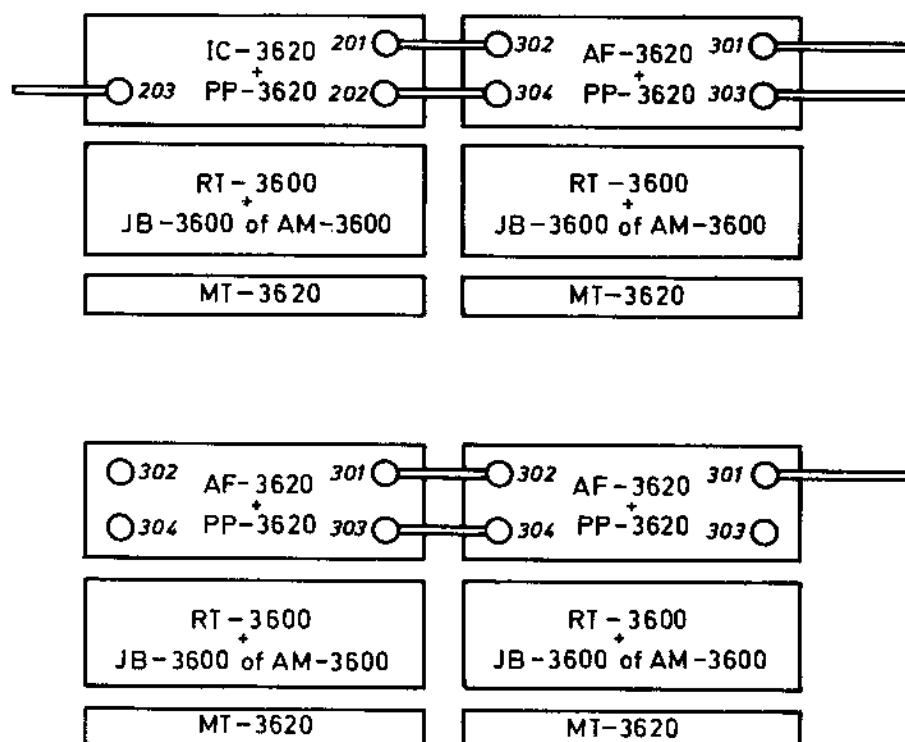 IC-3620 201 302 AF-3620 301
+ +
203 PP-3620 202 304 PP-3620 303
RT-3600 RT-3600
+ +
JB-3600 of AM-3600 JB-3600 of AM-3600
MT-3620 MT-3620
302 AF-3620 301 302 AF-3620 301
+ +
304 PP-3620 303 304 PP-3620 303
RT-3600 RT-3600
+ +
JB-3600 of AM-3600 JB-3600 of AM-3600
MT-3620 MT-3620